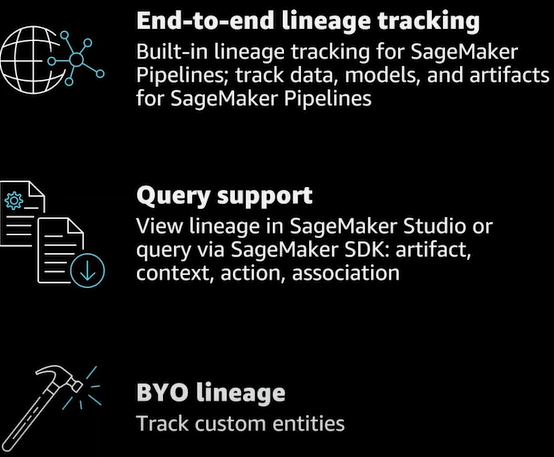 End-to-end lineage tracking
Built-in lineage tracking for SageMaker
Pipelines; track data, models, and artifacts
for SageMaker Pipelines
Query support
View lineage in SageMaker Studio or
query via SageMaker SDK: artifact,
context, action, association
BYO lineage
Track custom entities